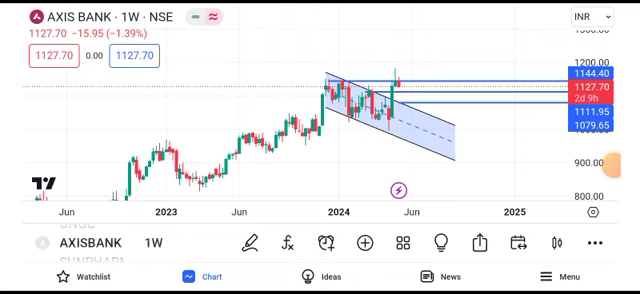 AXIS BANK · 1W · NSE
INR
1127.70 −15.95 (−1.39%)
1127.70 0.00 1127.70
1200.00
1144.40
1127.70
2d 9h
1111.95
1079.65
900.00
800.00
Jun 2023 Jun 2024 Jun 2025
AXISBANK 1W
Watchlist Chart Ideas News Menu